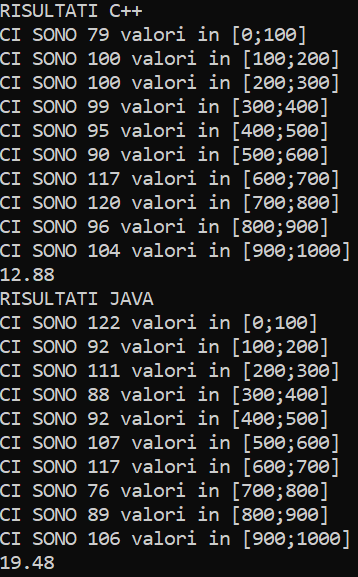 RISULTATI C++
CI SONO 79 valori in [0;100]
CI SONO 100 valori in [100;200]
CI SONO 100 valori in [200;300]
CI SONO 99 valori in [300;400]
CI SONO 95 valori in [400;500]
CI SONO 90 valori in [500;600]
CI SONO 117 valori in [600;700]
CI SONO 120 valori in [700;800]
CI SONO 96 valori in [800;900]
CI SONO 104 valori in [900;1000]
12.88
RISULTATI JAVA
CI SONO 122 valori in [0;100]
CI SONO 92 valori in [100;200]
CI SONO 111 valori in [200;300]
CI SONO 88 valori in [300;400]
CI SONO 92 valori in [400;500]
CI SONO 107 valori in [500;600]
CI SONO 117 valori in [600;700]
CI SONO 76 valori in [700;800]
CI SONO 89 valori in [800;900]
CI SONO 106 valori in [900;1000]
19.48